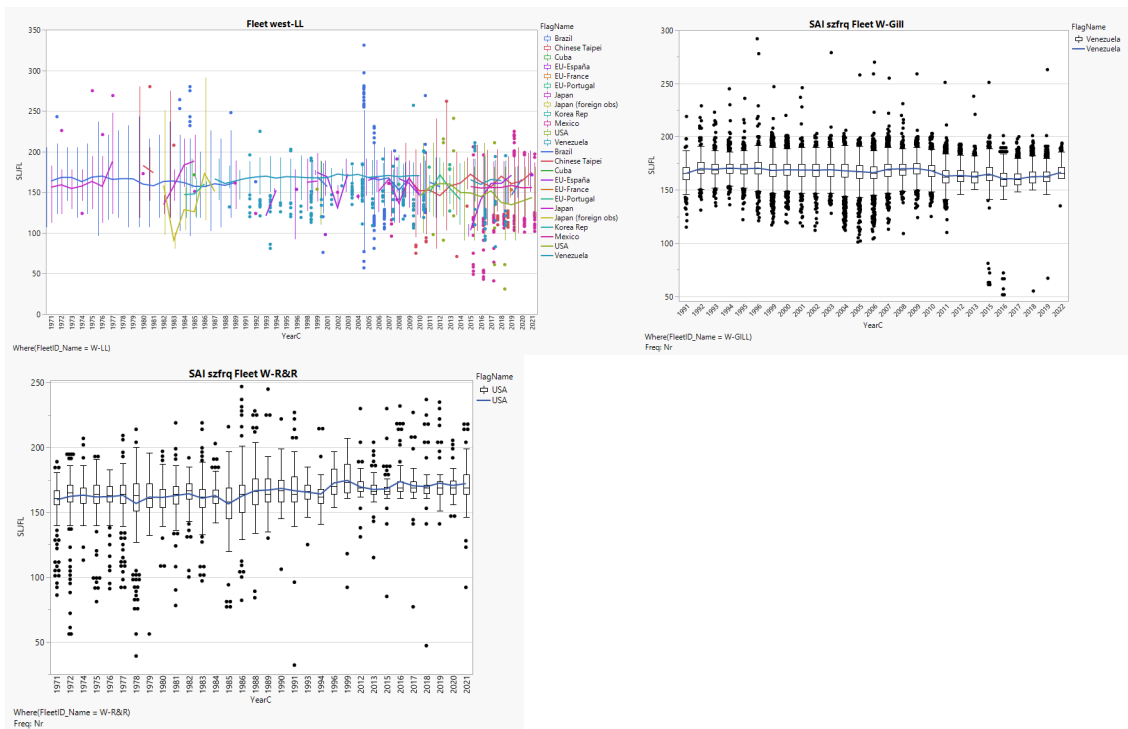 Fleet west-LL
SLJFL
350
300
250
200
150
100
50
0
1971 1972 1974 1975 1976 1977 1978 1979 1980 1981 1982 1983 1984 1985 1986 1987 1988 1989 1990 1991 1992 1993 1994 1995 1996 1997 1998 1999 2000 2001 2002 2003 2004 2005 2006 2007 2008 2009 2010 2011 2012 2013 2014 2015 2016 2017 2018 2019 2020 2021
YearC
Where(FleetID_Name = W-LL)
FlagName
Brazil
Chinese Taipei
Cuba
EU-España
EU-France
EU-Portugal
Japan
Japan (foreign obs)
Korea Rep
Mexico
USA
Venezuela
Brazil
Chinese Taipei
Cuba
EU-España
EU-France
EU-Portugal
Japan
Japan (foreign obs)
Korea Rep
Mexico
USA
Venezuela
SAI szfrq Fleet W-Gill
SLJFL
300
250
200
150
100
50
1991 1992 1993 1994 1995 1996 1999 2000 2001 2002 2003 2004 2005 2006 2007 2008 2009 2010 2011 2012 2013 2015 2016 2017 2018 2019 2022
YearC
Where(FleetID_Name = W-GILL)
Freq: Nr
FlagName
Venezuela
Venezuela
SAI szfrq Fleet W-R&R
SLJFL
250
200
150
100
50
1971 1972 1974 1975 1976 1977 1978 1979 1980 1981 1982 1983 1984 1985 1986 1988 1989 1990 1991 1993 1994 1996 1999 2012 2013 2015 2016 2017 2018 2019 2020 2021
YearC
Where(FleetID_Name = W-R&R)
Freq: Nr
FlagName
USA
USA